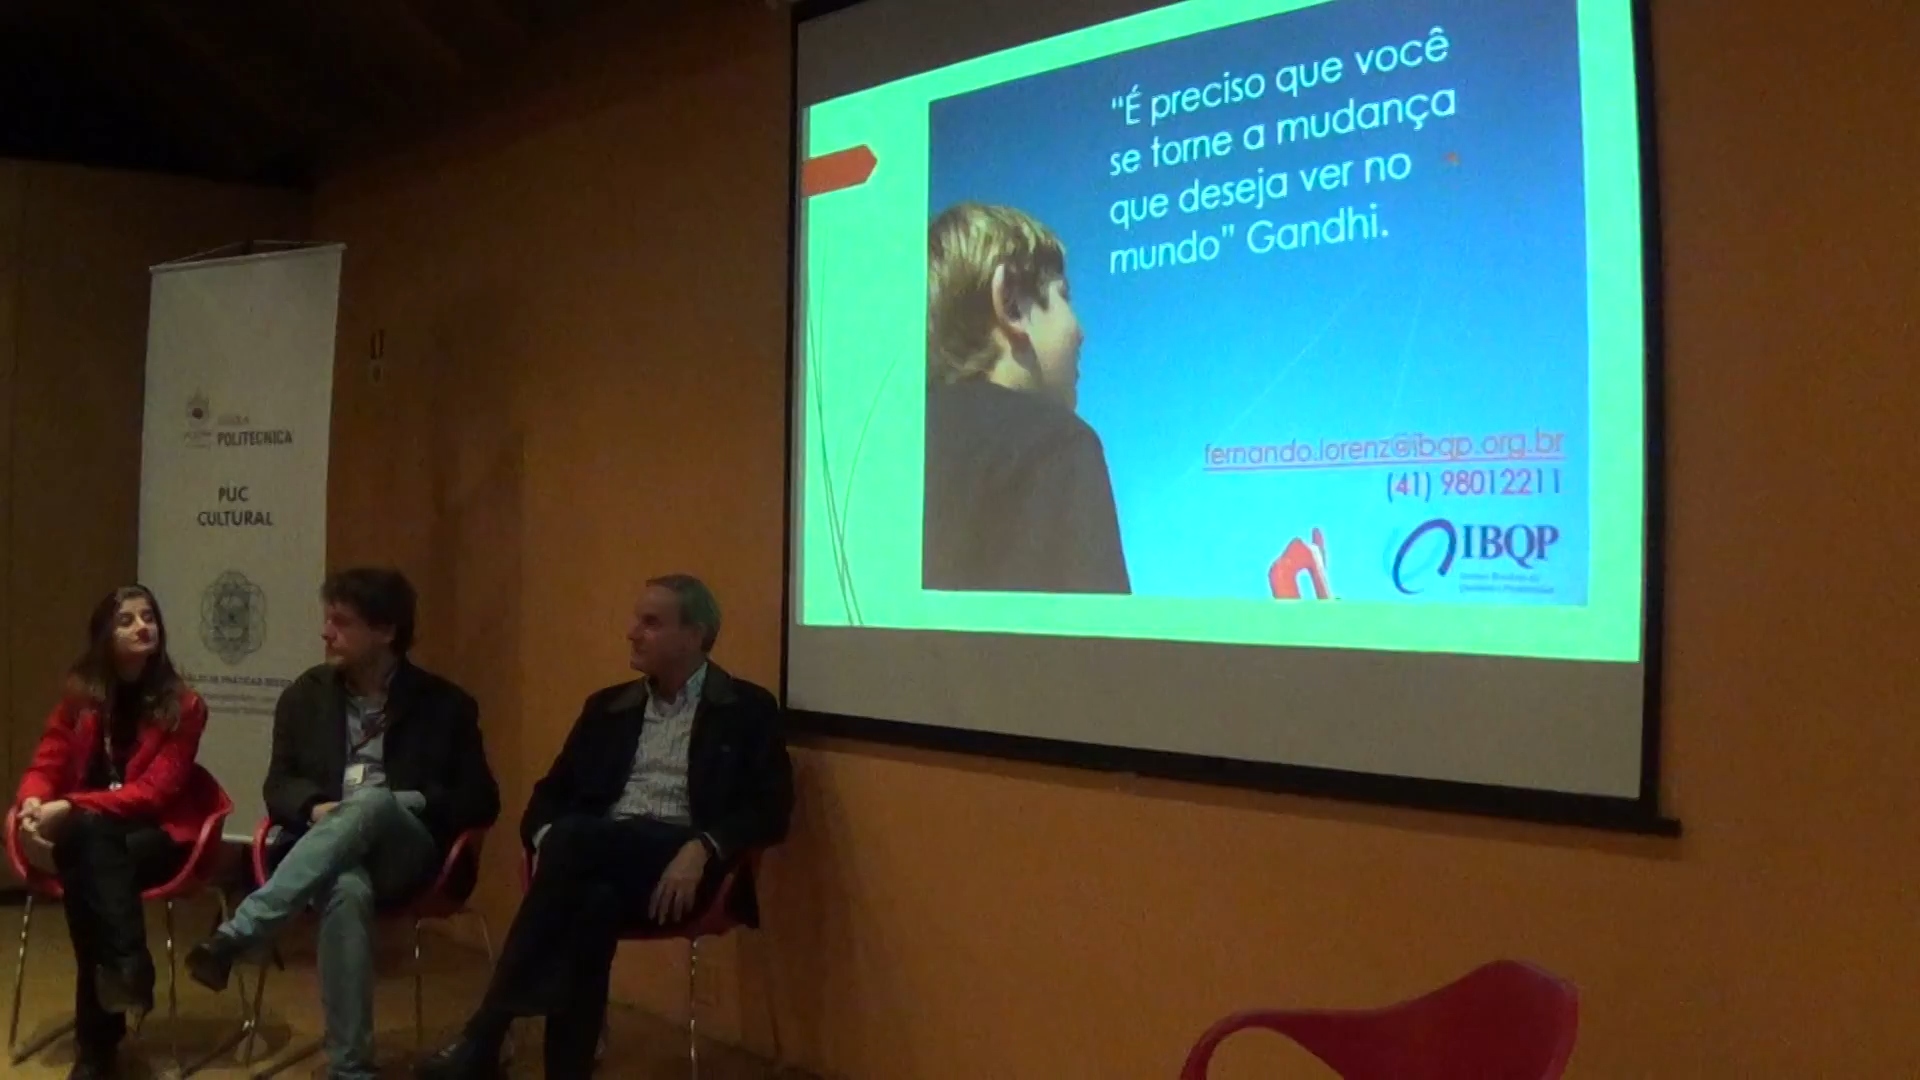 "É preciso que você
se torne a mudança
que deseja ver no
mundo" Gandhi.
fernando.lorenz@ibqp.org.br
(41) 98012211
IBQP
POLITÉCNICA
PUC
CULTURAL